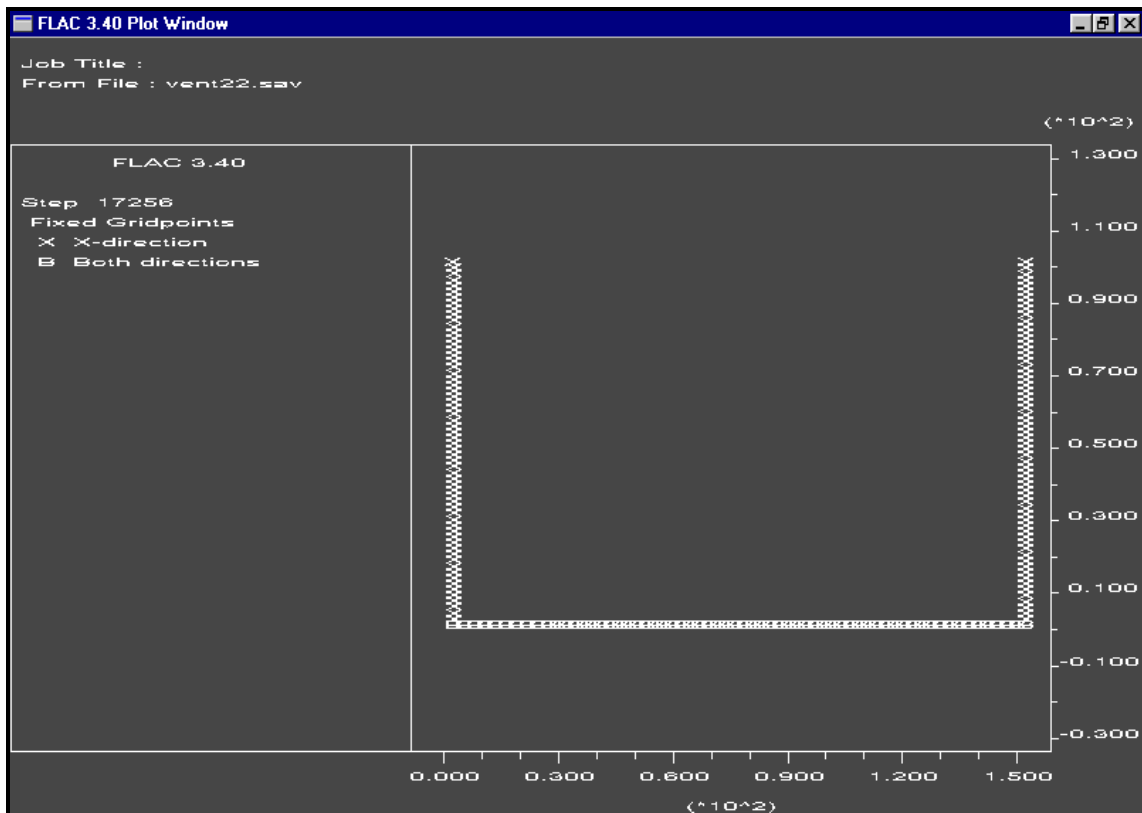 FLAC 3.40 Plot Window
Job Title :
From File : vent22.sav
(*10^2)
FLAC 3.40
Step 17256
Fixed Gridpoints
X X-direction
B Both directions
1.300
1.100
0.900
0.700
0.500
0.300
0.100
-0.100
-0.300
0.000 0.300 0.600 0.900 1.200 1.500
(*10^2)